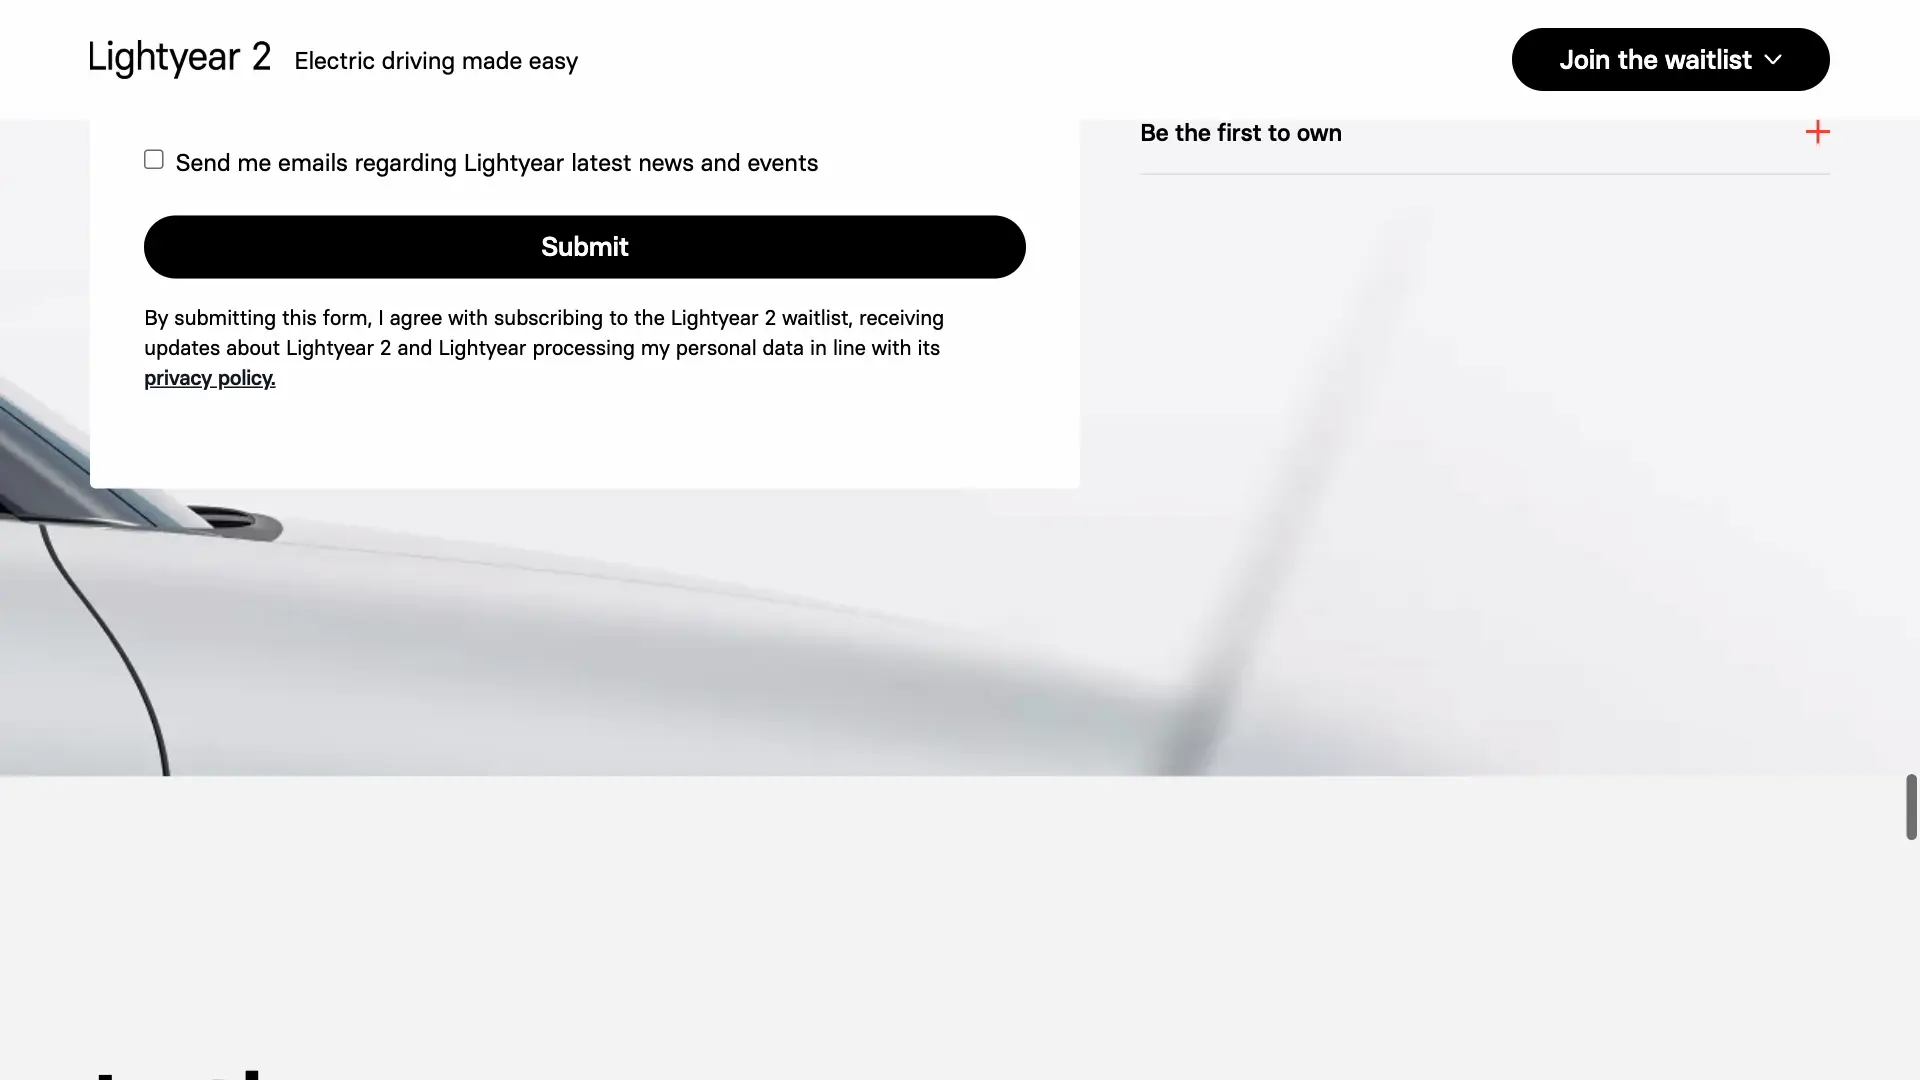 Lightyear 2 Electric driving made easy
Join the waitlist
Be the first to own
Send me emails regarding Lightyear latest news and events
Submit
By submitting this form, I agree with subscribing to the Lightyear 2 waitlist, receiving
updates about Lightyear 2 and Lightyear processing my personal data in line with its
privacy policy.